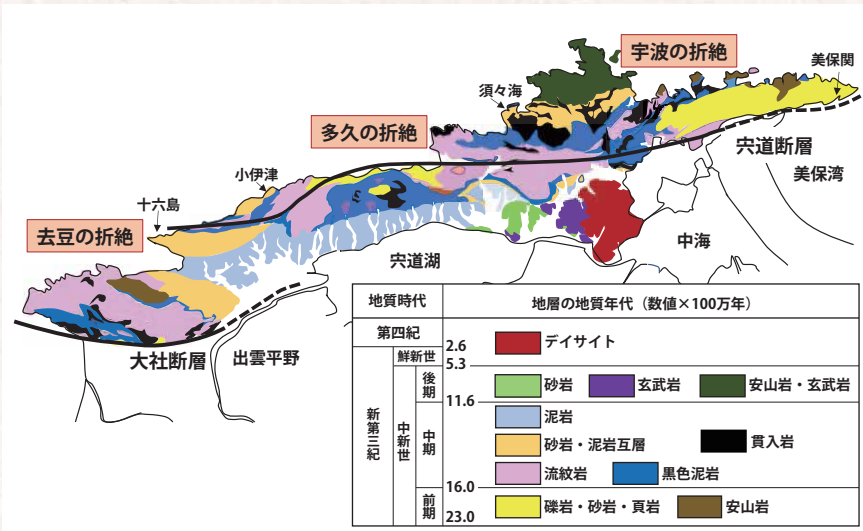 宇波の折絶
美保関
須々海
多久の折絶
宍道断層
小伊津
美保湾
十六島
去豆の折絶
中海
宍道湖
大社断層
出雲平野
地質時代
地層の地質年代（数値×100万年）
第四紀
2.6
デイサイト
鮮新世
5.3
新第三紀
中新世
後期
砂岩
玄武岩
安山岩・玄武岩
11.6
中期
泥岩
砂岩・泥岩互層
貫入岩
流紋岩
黒色泥岩
16.0
前期
礫岩・砂岩・頁岩
安山岩
23.0